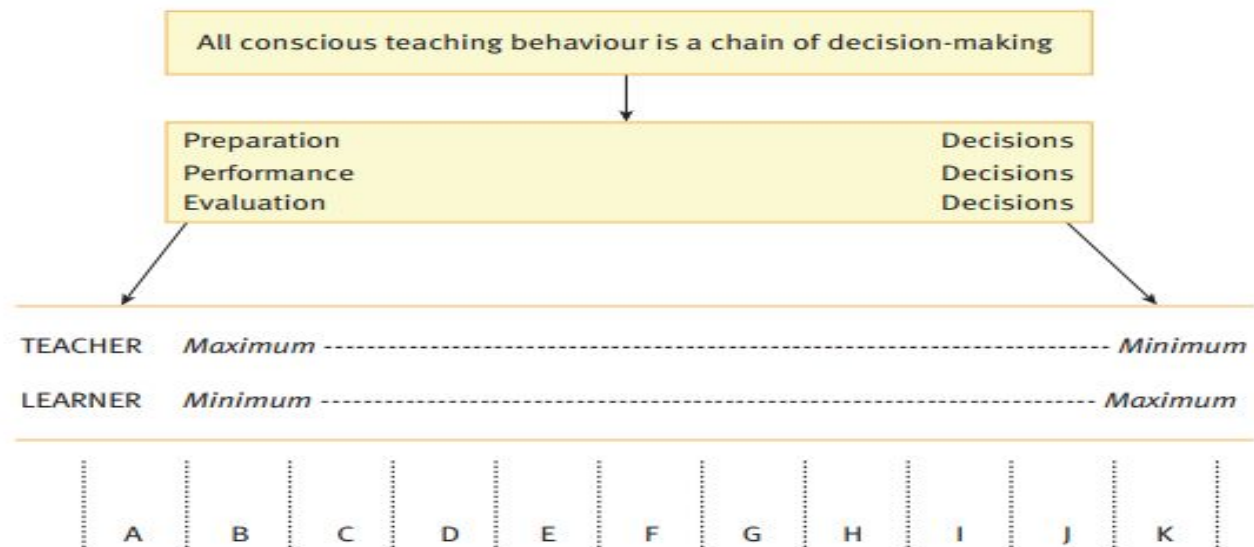 All conscious teaching behaviour is a chain of decision-making
Preparation Decisions
Performance Decisions
Evaluation Decisions
TEACHER Maximum Minimum
LEARNER Minimum Maximum
A B C D E F G H I J K